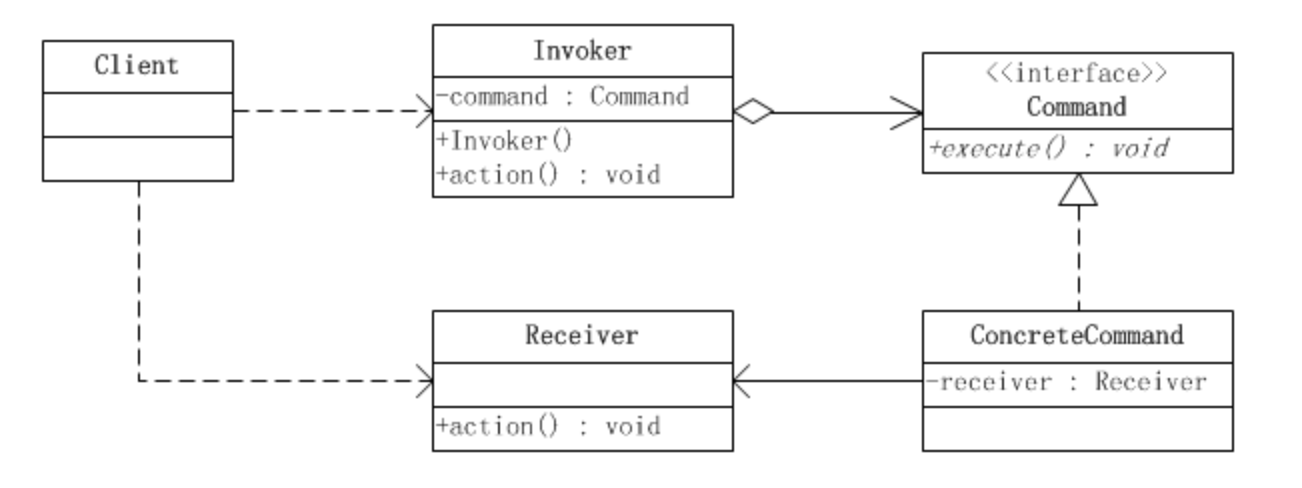 Client
Invoker
-command : Command
+Invoker()
+action() : void
<<interface>>
Command
+execute() : void
Receiver
+action() : void
ConcreteCommand
-receiver : Receiver